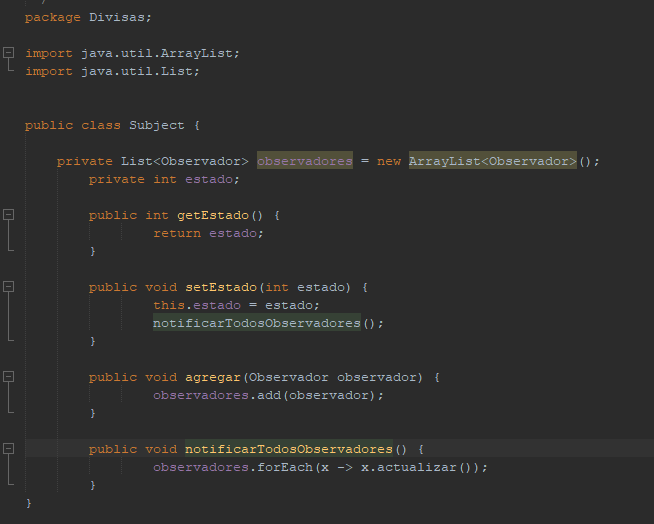 package Divisas;
import java.util.ArrayList;
import java.util.List;
public class Subject {
private List<Observador> observadores = new ArrayList<Observador>();
private int estado;
public int getEstado() {
return estado;
}
public void setEstado(int estado) {
this.estado = estado;
notificarTodosObservadores();
}
public void agregar(Observador observador) {
observadores.add(observador);
}
public void notificarTodosObservadores() {
observadores.forEach(x -> x.actualizar());
}
}